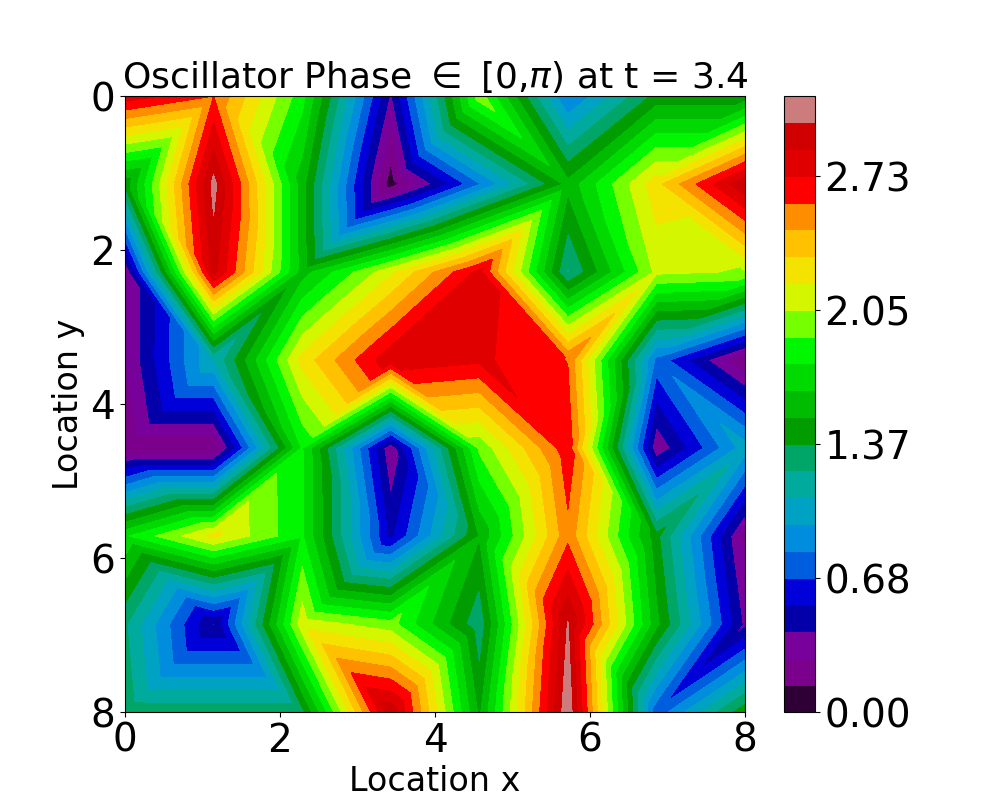 Oscillator Phase ∈ [0,π) at t = 3.4
0
2
4
6
8
Location y
0 2 4 6 8
Location x
2.73
2.05
1.37
0.68
0.00